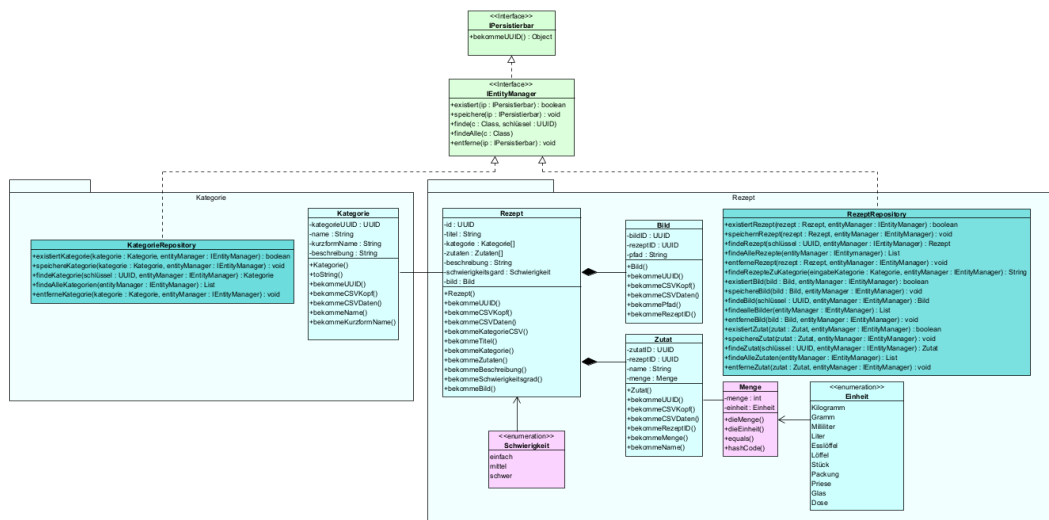 <<Interface>>
IPersistierbar
+bekommeUUID() : Object
<<Interface>>
IEntityManager
+existiert(ip : IPersistierbar) : boolean
+speichere(ip : IPersistierbar) : void
+finde(c : Class, schlüssel : UUID)
+findeAlle(c : Class)
+entferne(ip : IPersistierbar) : void
Kategorie
KategorieRepository
+existiertKategorie(kategorie : Kategorie, entityManager : IEntityManager) : boolean
+speichereKategorie(kategorie : Kategorie, entityManager : IEntityManager) : void
+findeKategorie(schlüssel : UUID, entityManager : IEntityManager) : Kategorie
+findeAlleKategorien(entityManager : IEntityManager) : List
+entferneKategorie(kategorie : Kategorie, entityManager : IEntityManager) : void
Kategorie
-kategorieUUID : UUID
-name : String
-kurzformName : String
-beschreibung : String
+Kategorie()
+toString()
+bekommeUUID()
+bekommeCSVKopf()
+bekommeCSVDaten()
+bekommeName()
+bekommeKurzformName()
Rezept
Rezept
-id : UUID
-titel : String
-kategorie : Kategorie[]
-zutaten : Zutaten[]
-beschrabung : String
schwierigkeitsgard : Schwierigkeit
-bild : Bild
+Rezept()
+bekommeUUID()
+bekommeCSVKopf()
+bekommeCSVDaten()
+bekommeKategorieCSV()
+bekommeTitel()
+bekommeKategorie()
+bekommeZutaten()
+bekommeBeschreibung()
+bekommeSchwierigkeitsgrad()
+bekomeBild()
Bild
-bildID : UUID
-rezeptID : UUID
-pfad : String
+Bild()
+bekommeUUID()
+bekommeCSVKopf()
+bekommeCSVDaten()
+bekommePfad()
+bekommeRezeptID()
Zutat
-zutatID : UUID
-rezeptID : UUID
-name : String
-menge : Menge
+Zutat()
+bekommeUUID()
+bekommeCSVKopf()
+bekommeCSVDaten()
+bekommeRezeptID()
+bekommeMenge()
+bekommeName()
RezeptRepository
+existiertRezept(rezept : Rezept, entityManager : IEntityManager) : boolean
+speichernRezept(rezept : Rezept, entityManager : IEntityManager) : void
+findeRezept(schlüssel : UUID, entityManager : IEntityManager) : Rezept
+findeAlleRezepte(entityManager : IEntityManager) : List
+entferneRezept(rezept : Rezept, entityManager : IEntityManager) : void
+findeRezepteZuKategorie(eingabeKategorie : Kategorie, entityManager : IEntityManager) : String
+existiertBild(bild : Bild, entityManager : IEntityManager) : boolean
+speichereBild(bild : Bild, entityManager : IEntityManager) : void
+findeBild(schlüssel : UUID, entityManager : IEntityManager) : Bild
+findealleBilder(entityManager : IEntityManager) : List
+entferneBild(bild : Bild, entityManager : IEntityManager) : void
+existiertZutat(zutat : Zutat, entityManager : IEntityManager) : boolean
+speichereZutat(zutat : Zutat, entityManager : IEntityManager) : void
+findeZutat(schlüssel : UUID, entityManager : IEntityManager) : Zutat
+findeAlleZutaten(entityManager : IEntityManager) : List
+entferneZutat(zutat : Zutat, entityManager : IEntityManager) : void
Menge
-menge : int
-einheit : Einheit
+dieMenge()
+dieEinheit()
+equals()
+hashCode()
<<enumeration>>
Einheit
Kilogramm
Gramm
Milliliter
Liter
Esslöffel
Löffel
Stück
Packung
Priese
Glas
Dose
<<enumeration>>
Schwierigkeit
einfach
mittel
schwer